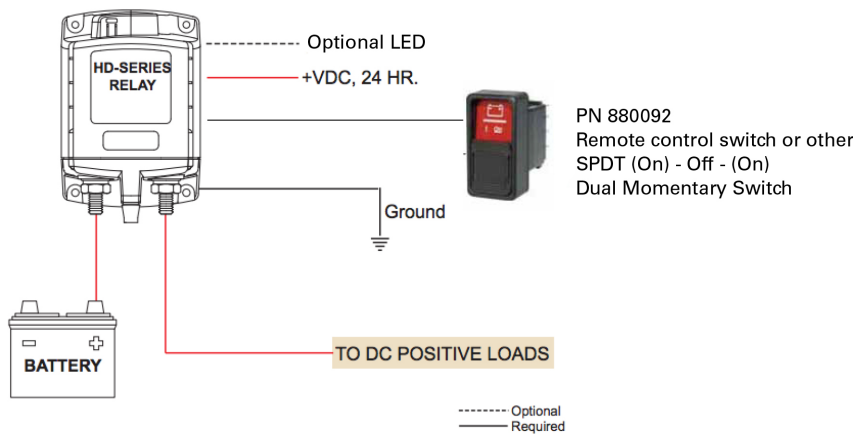 HD-SERIES
RELAY
Optional LED
+VDC, 24 HR.
PN 880092
Remote control switch or other
SPDT (On) - Off - (On)
Dual Momentary Switch
Ground
BATTERY
TO DC POSITIVE LOADS
Optional
Required